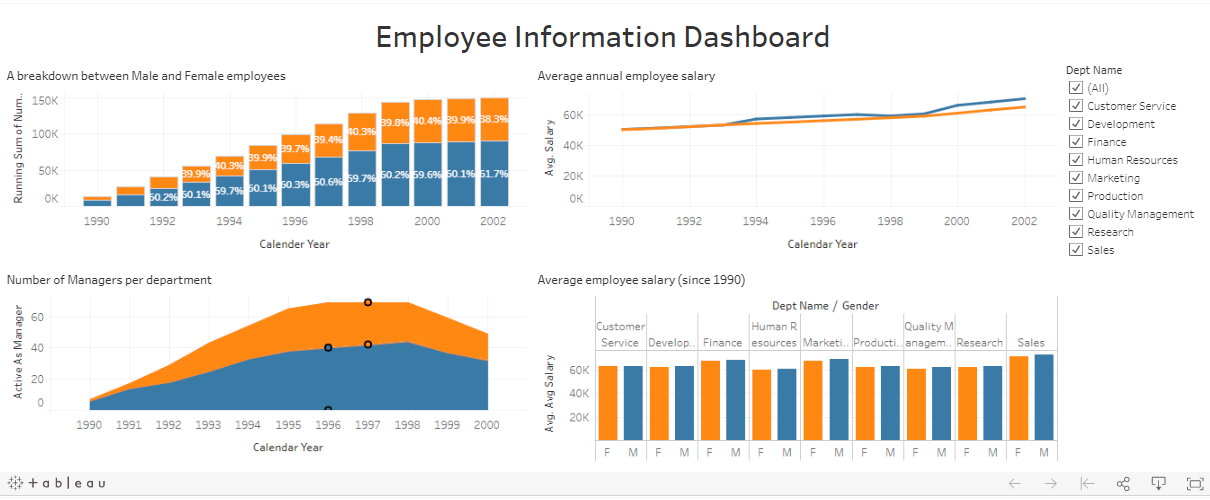 Employee Information Dashboard
A breakdown between Male and Female employees
Running Sum of Num..
150K
100K
50K
0K
39.9%
40.3%
39.9%
39.7%
39.4%
40.3%
39.8%
40.4%
39.9%
38.3%
60.2%
60.1%
59.7%
60.1%
60.3%
60.6%
59.7%
60.2%
59.6%
60.1%
61.7%
1990 1992 1994 1996 1998 2000 2002
Calender Year
Average annual employee salary
Avg. Salary
60K
40K
20K
0K
1990 1992 1994 1996 1998 2000 2002
Calendar Year
Dept Name
(All)
Customer Service
Development
Finance
Human Resources
Marketing
Production
Quality Management
Research
Sales
Number of Managers per department
Active As Manager
60
40
20
0
1990 1991 1992 1993 1994 1995 1996 1997 1998 1999 2000
Calendar Year
Average employee salary (since 1990)
Dept Name / Gender
Customer Service
Develop..
Finance
Human R esources
Marketi..
Producti..
Quality M anagem..
Research
Sales
Avg. Avg Salary
60K
40K
20K
F M F M F M F M F M F M F M F M F M
+ a b l e a u